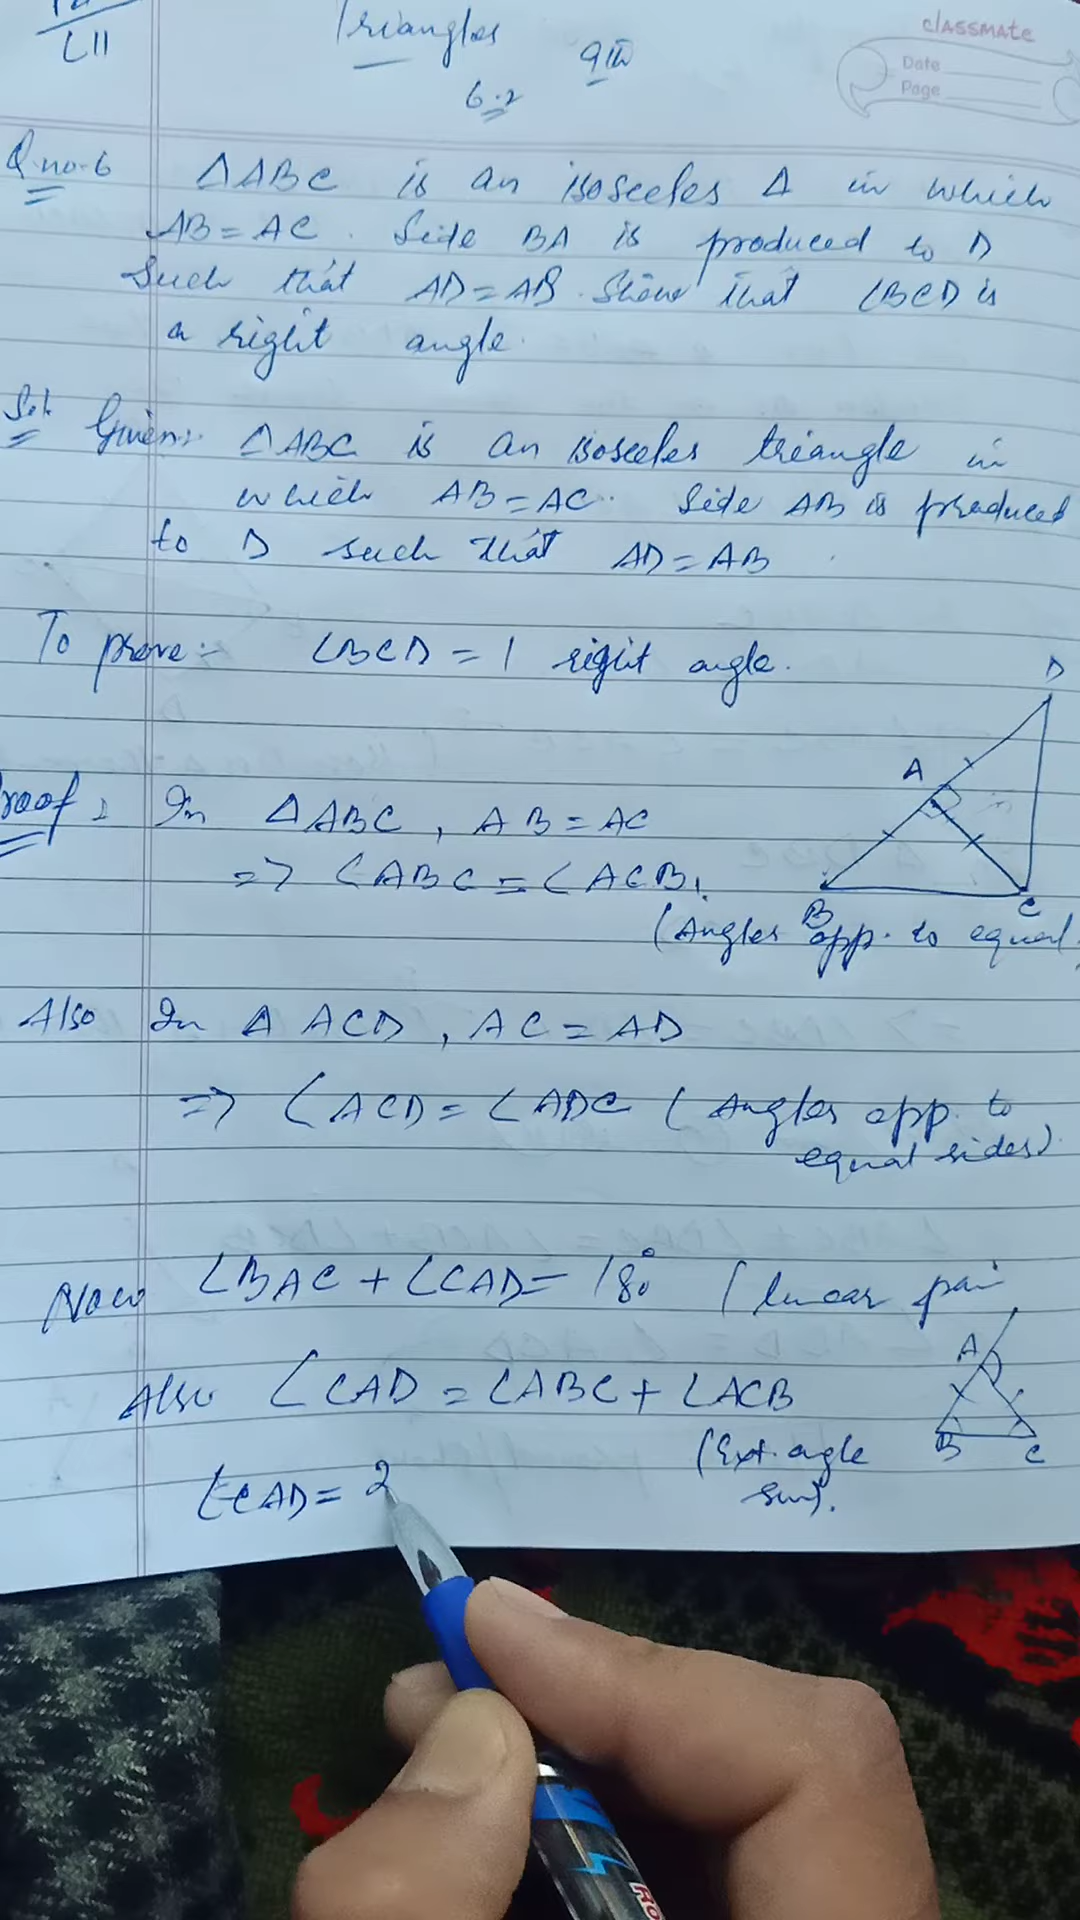 L11
Triangles 9th
6.2
classmate
Date
Page
Q.no.6 ΔABC is an isosceles Δ in which
AB = AC. Side BA is produced to D
Such that AD = AB. Show that ∠BCD is
a right angle.
Sol. Given:- ΔABC is an isosceles triangle in
which AB = AC. Side AB is produced
to D such that AD = AB
To prove:- ∠BCD = 1 right angle.
D
A
B
C
Proof: In ΔABC, AB = AC
=> ∠ABC = ∠ACB.
(Angles opp. to equal
Also In Δ ACD, AC = AD
=> ∠ACD = ∠ADC (Angles opp. to
equal sides).
Now ∠BAC + ∠CAD = 180° (linear pair
Also ∠CAD = ∠ABC + ∠ACB
(Ext. angle
A
B
C
∠CAD = 2